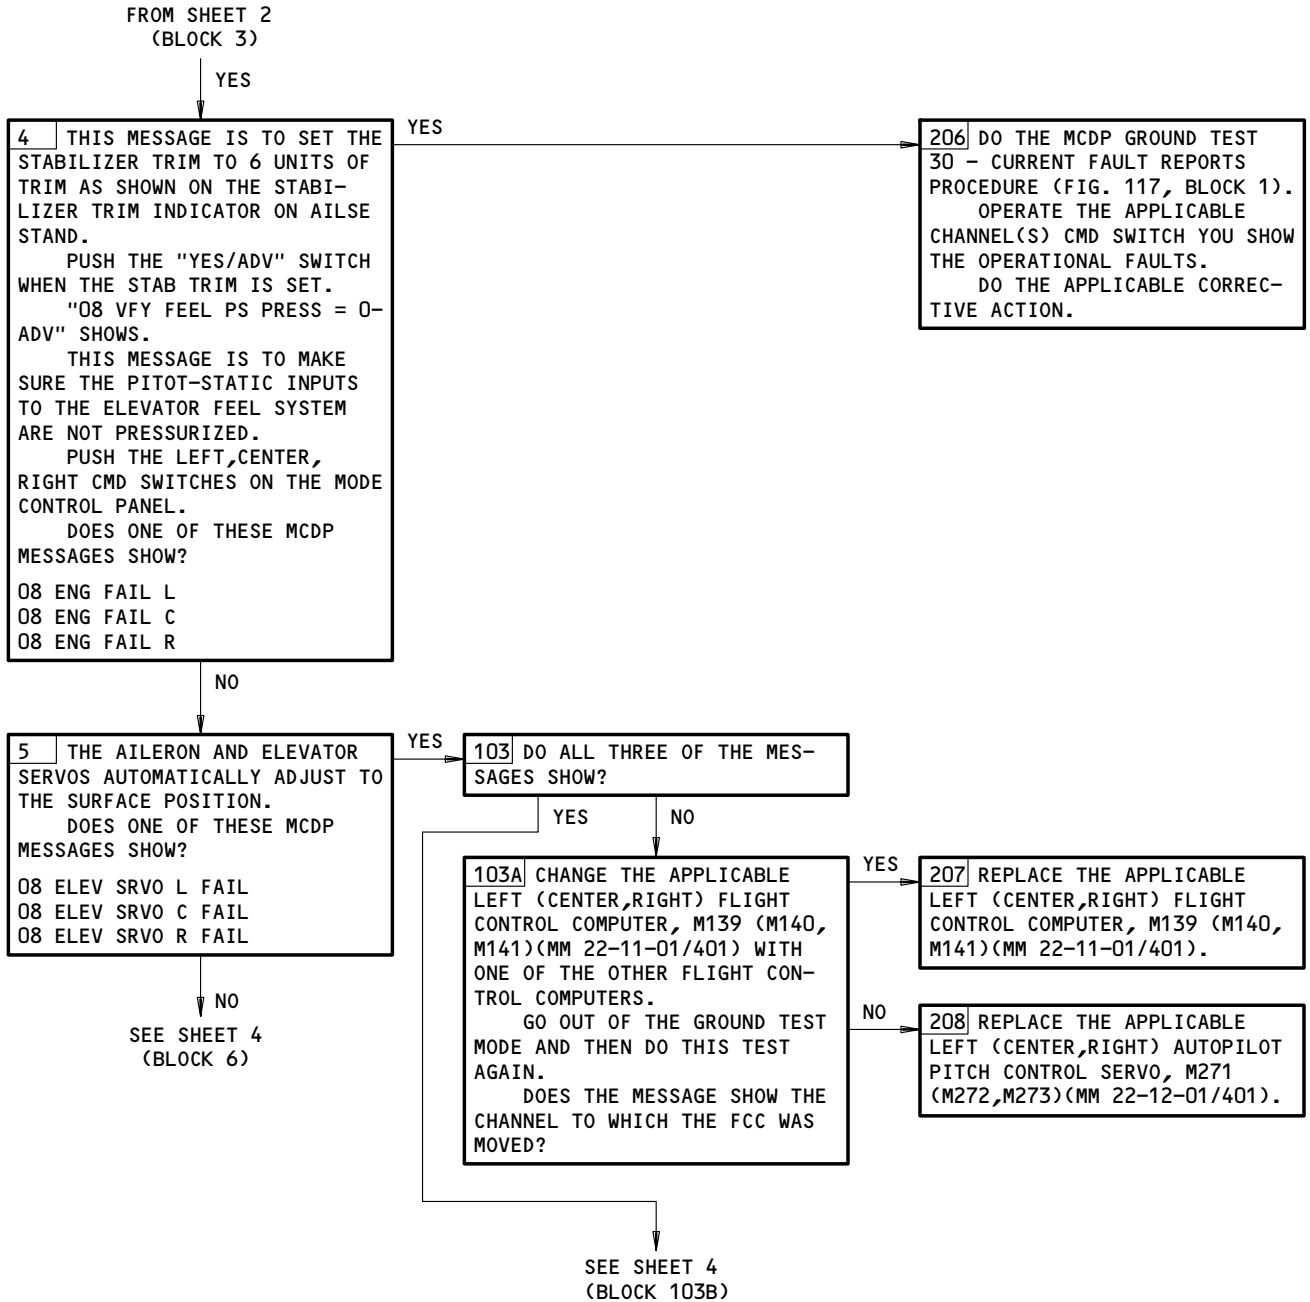 FROM SHEET 2
(BLOCK 3)
YES
4 THIS MESSAGE IS TO SET THE
STABILIZER TRIM TO 6 UNITS OF
TRIM AS SHOWN ON THE STABI-
LIZER TRIM INDICATOR ON AILSE
STAND.
PUSH THE "YES/ADV" SWITCH
WHEN THE STAB TRIM IS SET.
"08 VFY FEEL PS PRESS = 0-
ADV" SHOWS.
THIS MESSAGE IS TO MAKE
SURE THE PITOT-STATIC INPUTS
TO THE ELEVATOR FEEL SYSTEM
ARE NOT PRESSURIZED.
PUSH THE LEFT,CENTER,
RIGHT CMD SWITCHES ON THE MODE
CONTROL PANEL.
DOES ONE OF THESE MCDP
MESSAGES SHOW?
08 ENG FAIL L
08 ENG FAIL C
08 ENG FAIL R
YES
206 DO THE MCDP GROUND TEST
30 - CURRENT FAULT REPORTS
PROCEDURE (FIG. 117, BLOCK 1).
OPERATE THE APPLICABLE
CHANNEL(S) CMD SWITCH YOU SHOW
THE OPERATIONAL FAULTS.
DO THE APPLICABLE CORREC-
TIVE ACTION.
NO
5 THE AILERON AND ELEVATOR
SERVOS AUTOMATICALLY ADJUST TO
THE SURFACE POSITION.
DOES ONE OF THESE MCDP
MESSAGES SHOW?
08 ELEV SRVO L FAIL
08 ELEV SRVO C FAIL
08 ELEV SRVO R FAIL
YES
103 DO ALL THREE OF THE MES-
SAGES SHOW?
YES
NO
103A CHANGE THE APPLICABLE
LEFT (CENTER,RIGHT) FLIGHT
CONTROL COMPUTER, M139 (M140,
M141)(MM 22-11-01/401) WITH
ONE OF THE OTHER FLIGHT CON-
TROL COMPUTERS.
GO OUT OF THE GROUND TEST
MODE AND THEN DO THIS TEST
AGAIN.
DOES THE MESSAGE SHOW THE
CHANNEL TO WHICH THE FCC WAS
MOVED?
YES
207 REPLACE THE APPLICABLE
LEFT (CENTER,RIGHT) FLIGHT
CONTROL COMPUTER, M139 (M140,
M141)(MM 22-11-01/401).
NO
208 REPLACE THE APPLICABLE
LEFT (CENTER,RIGHT) AUTOPILOT
PITCH CONTROL SERVO, M271
(M272,M273)(MM 22-12-01/401).
NO
SEE SHEET 4
(BLOCK 6)
SEE SHEET 4
(BLOCK 103B)